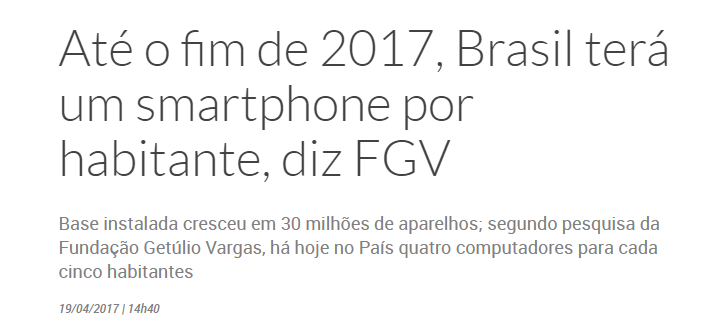 Até o fim de 2017, Brasil terá
um smartphone por
habitante, diz FGV
Base instalada cresceu em 30 milhões de aparelhos; segundo pesquisa da
Fundação Getúlio Vargas, há hoje no País quatro computadores para cada
cinco habitantes
19/04/2017 | 14h40